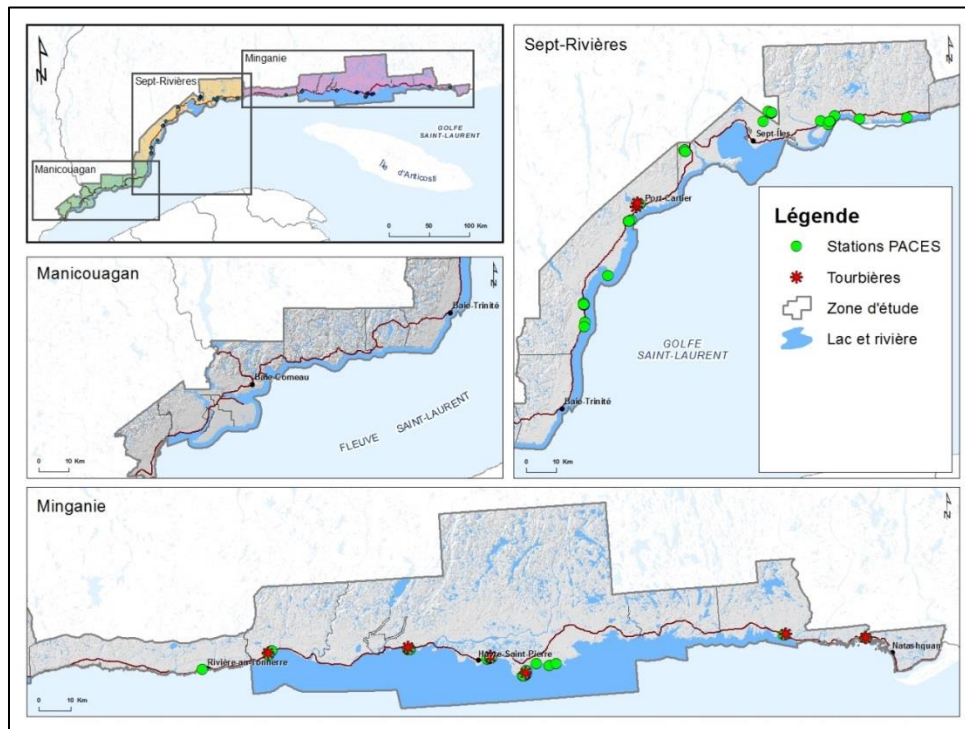 Minganie
Sept-Rivières
Manicouagan
GOLFE
SAINT-LAURENT
Île
d'Anticosti
0 50 100
Km
N
Sept-Rivières
Sept-Îles
Port-Cartier
GOLFE
SAINT-LAURENT
Baie-Trinité
0 10
Km
N
Légende
Stations PACES
Tourbières
Zone d'étude
Lac et rivière
Manicouagan
Baie-Trinité
Baie-Comeau
FLEUVE SAINT-LAURENT
0 10 Km
N
Minganie
Rivière-au-Tonnerre
Havre-Saint-Pierre
Natashquan
0 10 Km
N